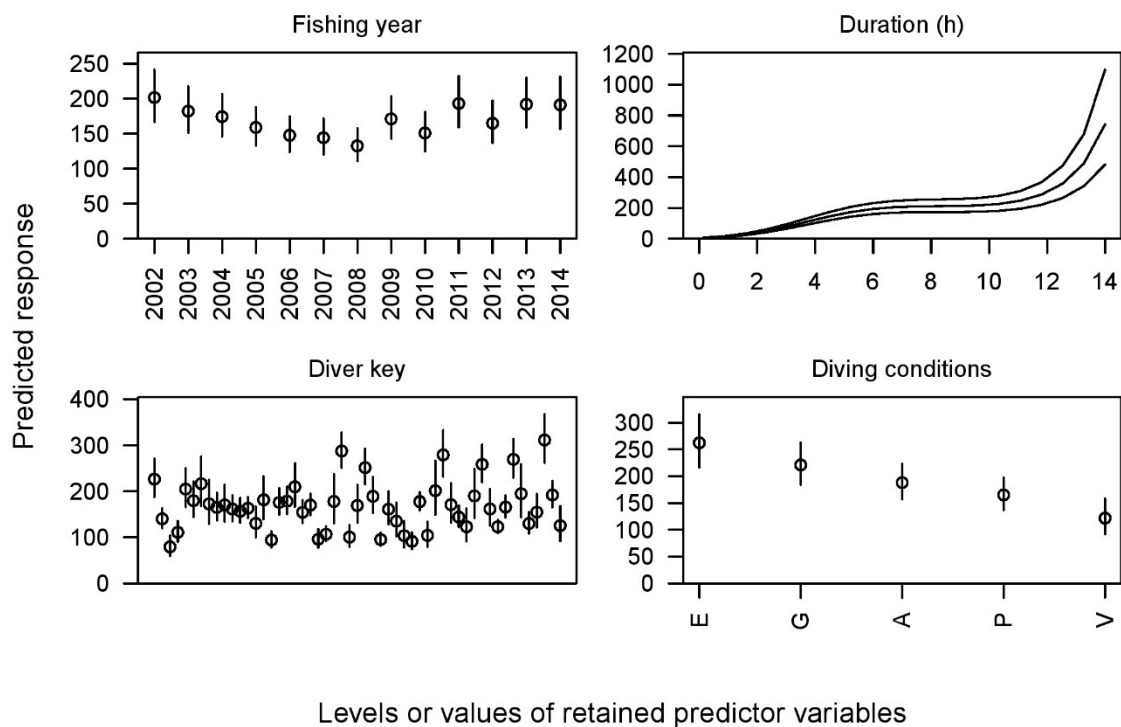 Fishing year
Duration (h)
250
200
150
100
50
0
2002 2003 2004 2005 2006 2007 2008 2009 2010 2011 2012 2013 2014
1200
1000
800
600
400
200
0
0 2 4 6 8 10 12 14
Predicted response
Diver key
Diving conditions
400
300
200
100
0
300
250
200
150
100
50
0
E G A P V
Levels or values of retained predictor variables